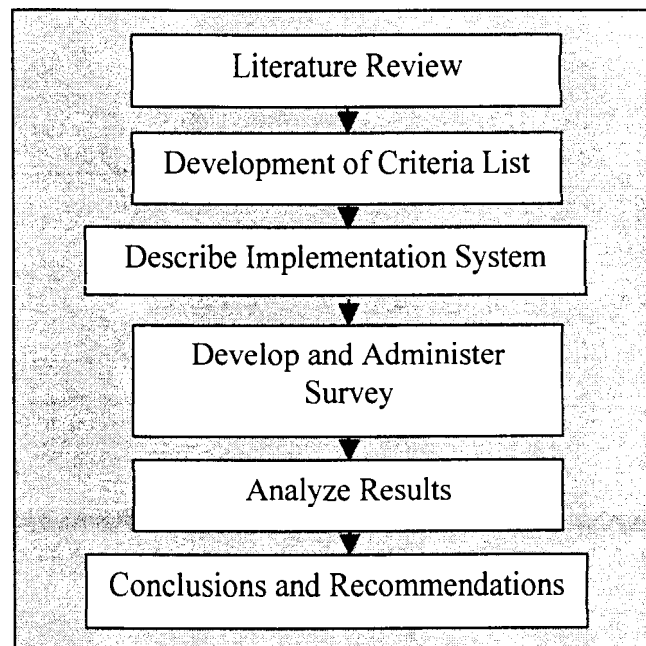 Literature Review
Development of Criteria List
Describe Implementation System
Develop and Administer
Survey
Analyze Results
Conclusions and Recommendations